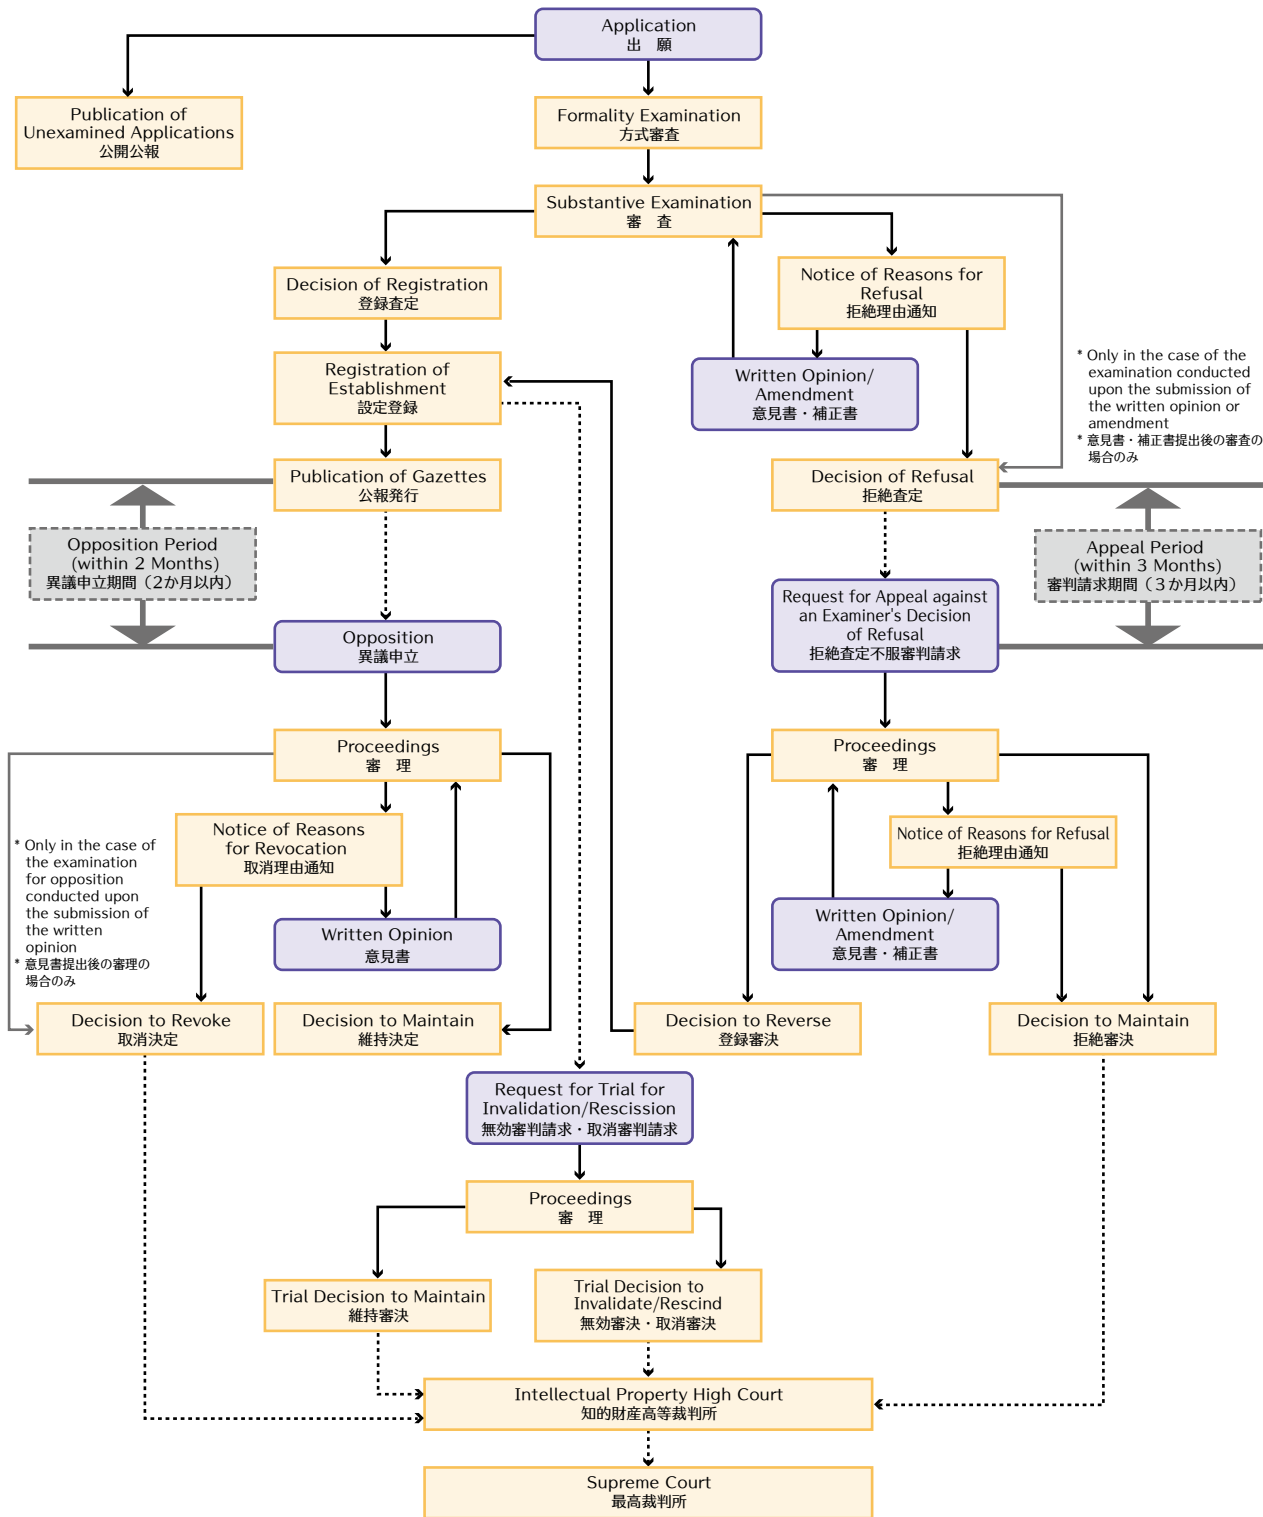 Application
出　願
Publication of
Unexamined Applications
公開公報
Formality Examination
方式審査
Substantive Examination
審　査
Decision of Registration
登録査定
Notice of Reasons for
Refusal
拒絶理由通知
Registration of
Establishment
設定登録
Written Opinion/
Amendment
意見書・補正書
* Only in the case of the
examination conducted
upon the submission of
the written opinion or
amendment
* 意見書・補正書提出後の審査の
場合のみ
Publication of Gazettes
公報発行
Decision of Refusal
拒絶査定
Opposition Period
(within 2 Months)
異議申立期間（2か月以内）
Appeal Period
(within 3 Months)
審判請求期間（３か月以内）
Request for Appeal against
an Examiner's Decision
of Refusal
拒絶査定不服審判請求
Opposition
異議申立
Proceedings
審　理
Proceedings
審　理
Notice of Reasons
for Revocation
取消理由通知
Notice of Reasons for Refusal
拒絶理由通知
* Only in the case of
the examination
for opposition
conducted upon
the submission of
the written
opinion
* 意見書提出後の審理の
場合のみ
Written Opinion
意見書
Written Opinion/
Amendment
意見書・補正書
Decision to Revoke
取消決定
Decision to Maintain
維持決定
Decision to Reverse
登録審決
Decision to Maintain
拒絶審決
Request for Trial for
Invalidation/Rescission
無効審判請求・取消審判請求
Proceedings
審　理
Trial Decision to Maintain
維持審決
Trial Decision to
Invalidate/Rescind
無効審決・取消審決
Intellectual Property High Court
知的財産高等裁判所
Supreme Court
最高裁判所